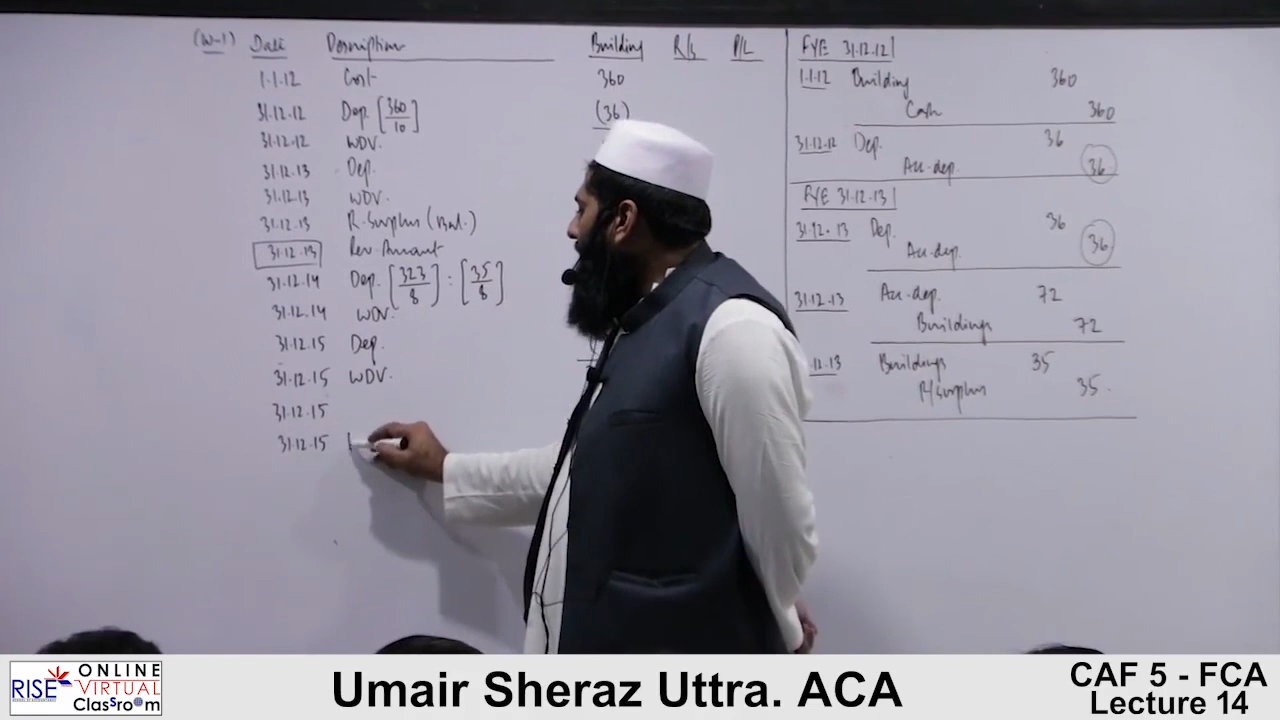 (W-1) Date Description Building R/S P/L
1.1.12 Cost 360
31.12.12 Dep. [360/10] (36)
31.12.12 WDV.
31.12.13 Dep.
31.12.13 WDV.
31.12.13 R.Surplus (Bal.)
31.12.13 Rev. Amount
31.12.14 Dep. [323/8] : [35/8]
31.12.14 WDV.
31.12.15 Dep.
31.12.15 WDV.
31.12.15
31.12.15
FYE 31.12.12
1.1.12 Building 360
Cash 360
31.12.12 Dep. 36
Acc.dep. 36
FYE 31.12.13
31.12.13 Dep. 36
Acc.dep. 36
31.12.13 Acc.dep. 72
Buildings 72
.12.13 Buildings 35
R/Surplus 35.
RISE ONLINE VIRTUAL Classroom
Umair Sheraz Uttra. ACA
CAF 5 - FCA
Lecture 14